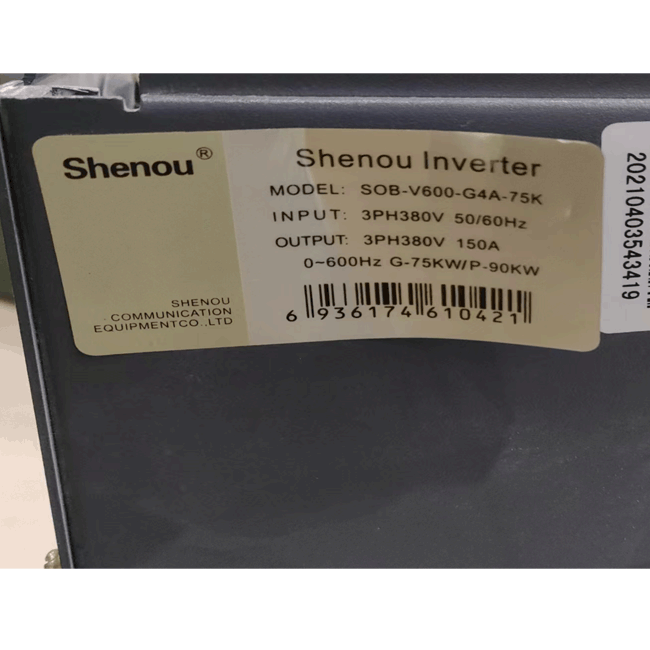 Shenou®
Shenou Inverter
MODEL: SOB-V600-G4A-75K
INPUT: 3PH380V 50/60Hz
OUTPUT: 3PH380V 150A
0~600Hz G-75KW/P-90KW
SHENOU
COMMUNICATION
EQUIPMENTCO.,LTD
6 936174 610421
20210403543419